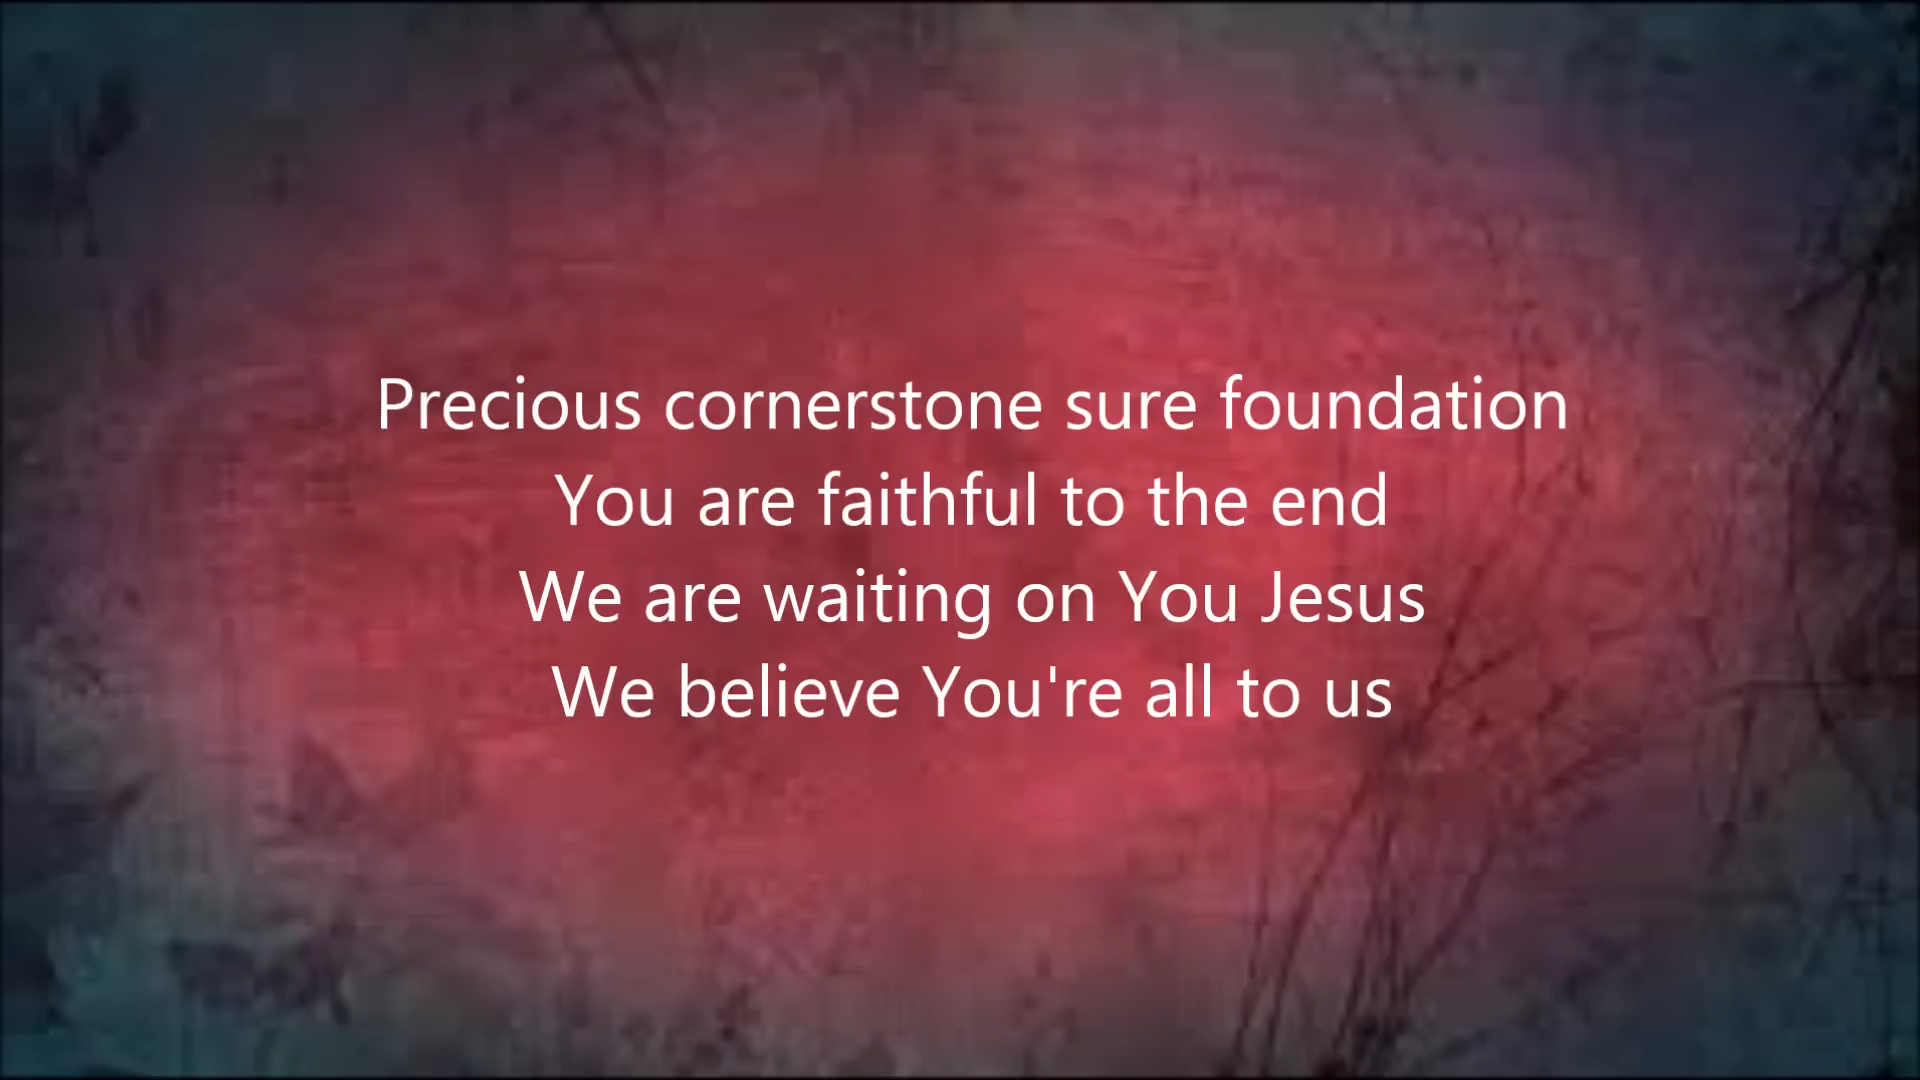 Precious cornerstone sure foundation
You are faithful to the end
We are waiting on You Jesus
We believe You're all to us